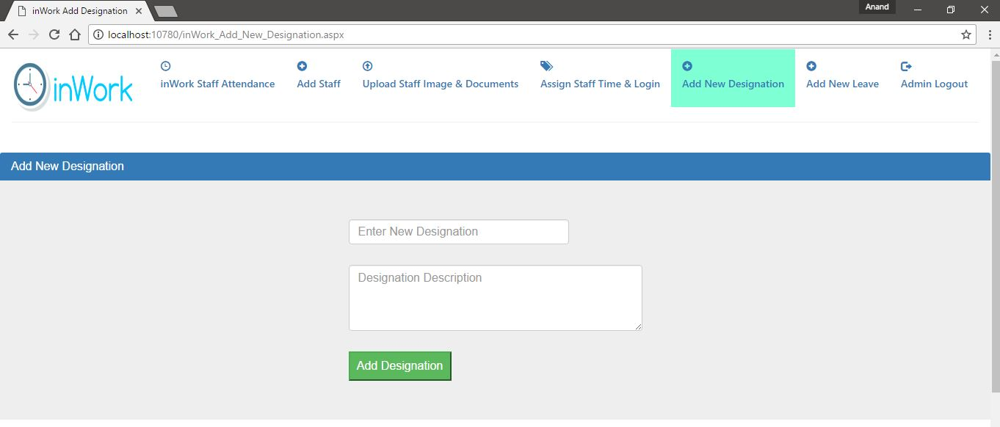 inWork Add Designation
Anand
localhost:10780/inWork_Add_New_Designation.aspx
inWork
inWork Staff Attendance
Add Staff
Upload Staff Image & Documents
Assign Staff Time & Login
Add New Designation
Add New Leave
Admin Logout
Add New Designation
Enter New Designation
Designation Description
Add Designation